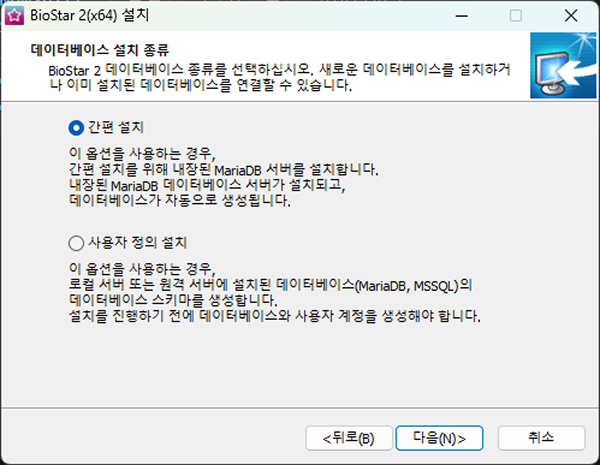 BioStar 2(x64) 설치
데이터베이스 설치 종류
BioStar 2 데이터베이스 종류를 선택하십시오. 새로운 데이터베이스를 설치하거
나 이미 설치된 데이터베이스를 연결할 수 있습니다.
간편 설치
이 옵션을 사용하는 경우,
간편 설치를 위해 내장된 MariaDB 서버를 설치합니다.
내장된 MariaDB 데이터베이스 서버가 설치되고,
데이터베이스가 자동으로 생성됩니다.
사용자 정의 설치
이 옵션을 사용하는 경우,
로컬 서버 또는 원격 서버에 설치된 데이터베이스(MariaDB, MSSQL)의
데이터베이스 스키마를 생성합니다.
설치를 진행하기 전에 데이터베이스와 사용자 계정을 생성해야 합니다.
<뒤로(B) 다음(N)> 취소